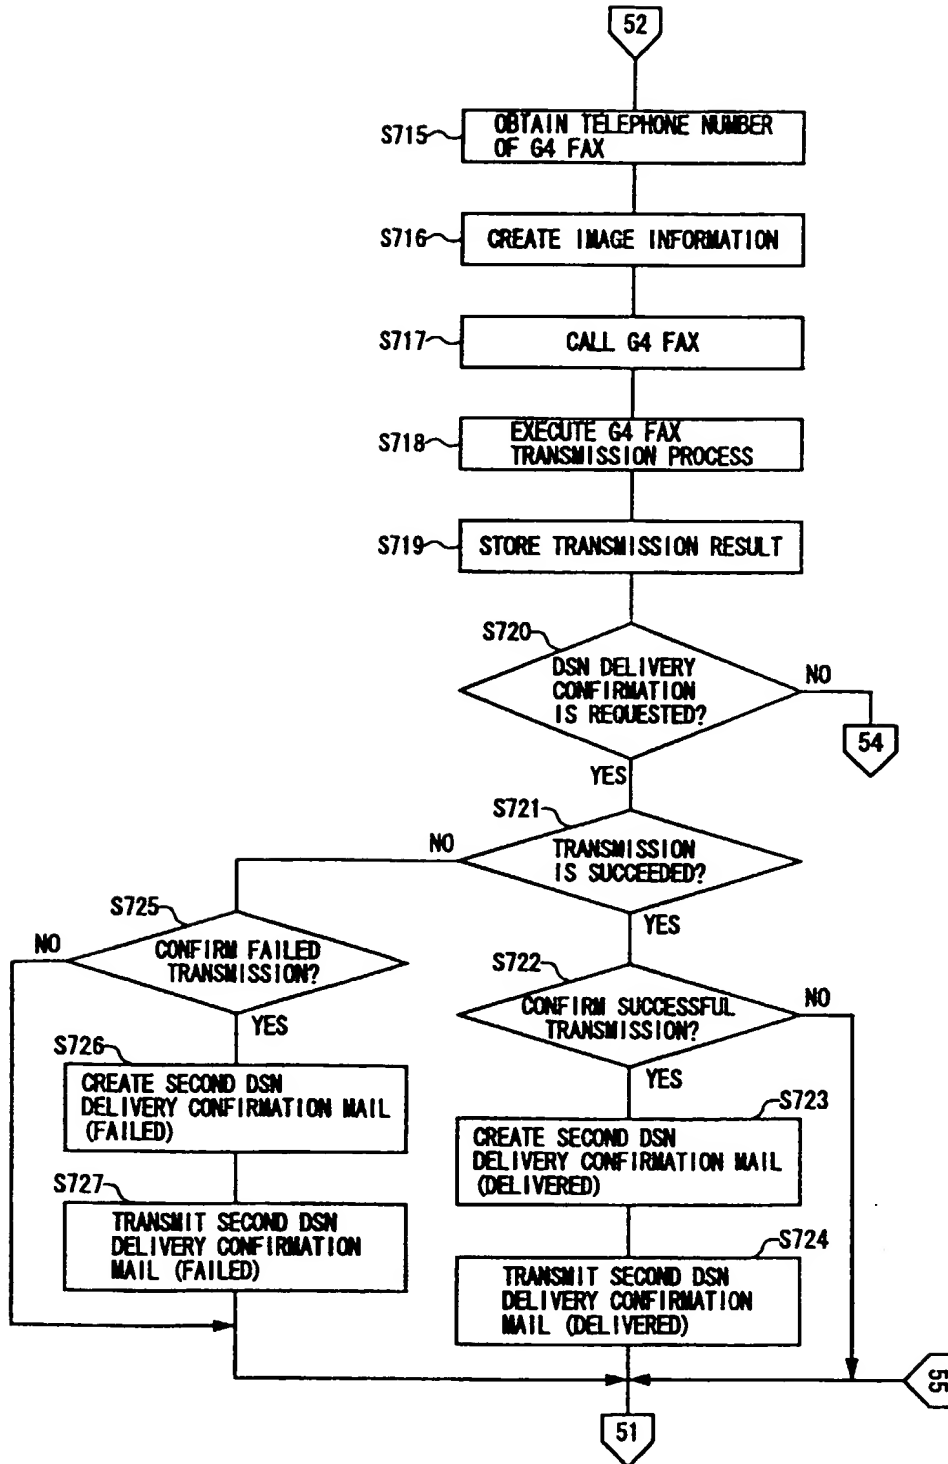 52
S715
OBTAIN TELEPHONE NUMBER
OF G4 FAX
S716
CREATE IMAGE INFORMATION
S717
CALL G4 FAX
S718
EXECUTE G4 FAX
TRANSMISSION PROCESS
S719
STORE TRANSMISSION RESULT
S720
DSN DELIVERY
CONFIRMATION
IS REQUESTED?
NO
54
YES
S721
TRANSMISSION
IS SUCCEEDED?
NO
YES
S725
CONFIRM FAILED
TRANSMISSION?
NO
YES
S722
CONFIRM SUCCESSFUL
TRANSMISSION?
NO
YES
S726
CREATE SECOND DSN
DELIVERY CONFIRMATION MAIL
(FAILED)
S723
CREATE SECOND DSN
DELIVERY CONFIRMATION MAIL
(DELIVERED)
S727
TRANSMIT SECOND DSN
DELIVERY CONFIRMATION
MAIL (FAILED)
S724
TRANSMIT SECOND DSN
DELIVERY CONFIRMATION
MAIL (DELIVERED)
55
51